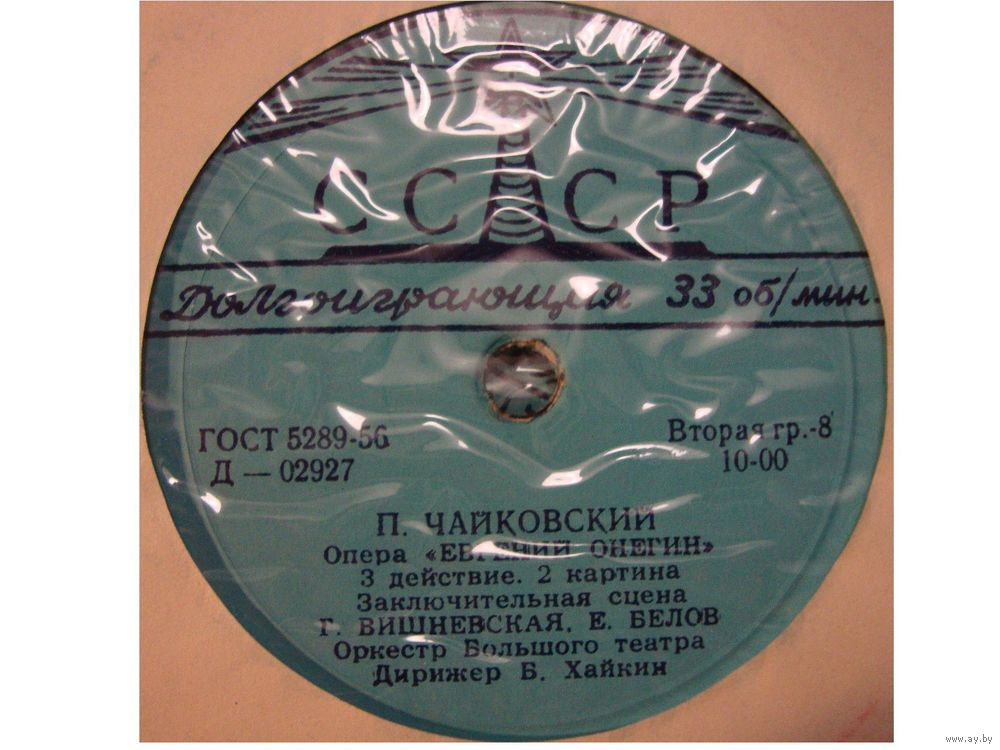 СССР
Долгоиграющая 33 об/мин.
ГОСТ 5289-56
Д — 02927
Вторая гр.-8
10-00
П. ЧАЙКОВСКИЙ
Опера «ЕВГЕНИЙ ОНЕГИН»
3 действие. 2 картина
Заключительная сцена
Г. ВИШНЕВСКАЯ, Е. БЕЛОВ
Оркестр Большого театра
Дирижер Б. Хайкин
www.ay.by